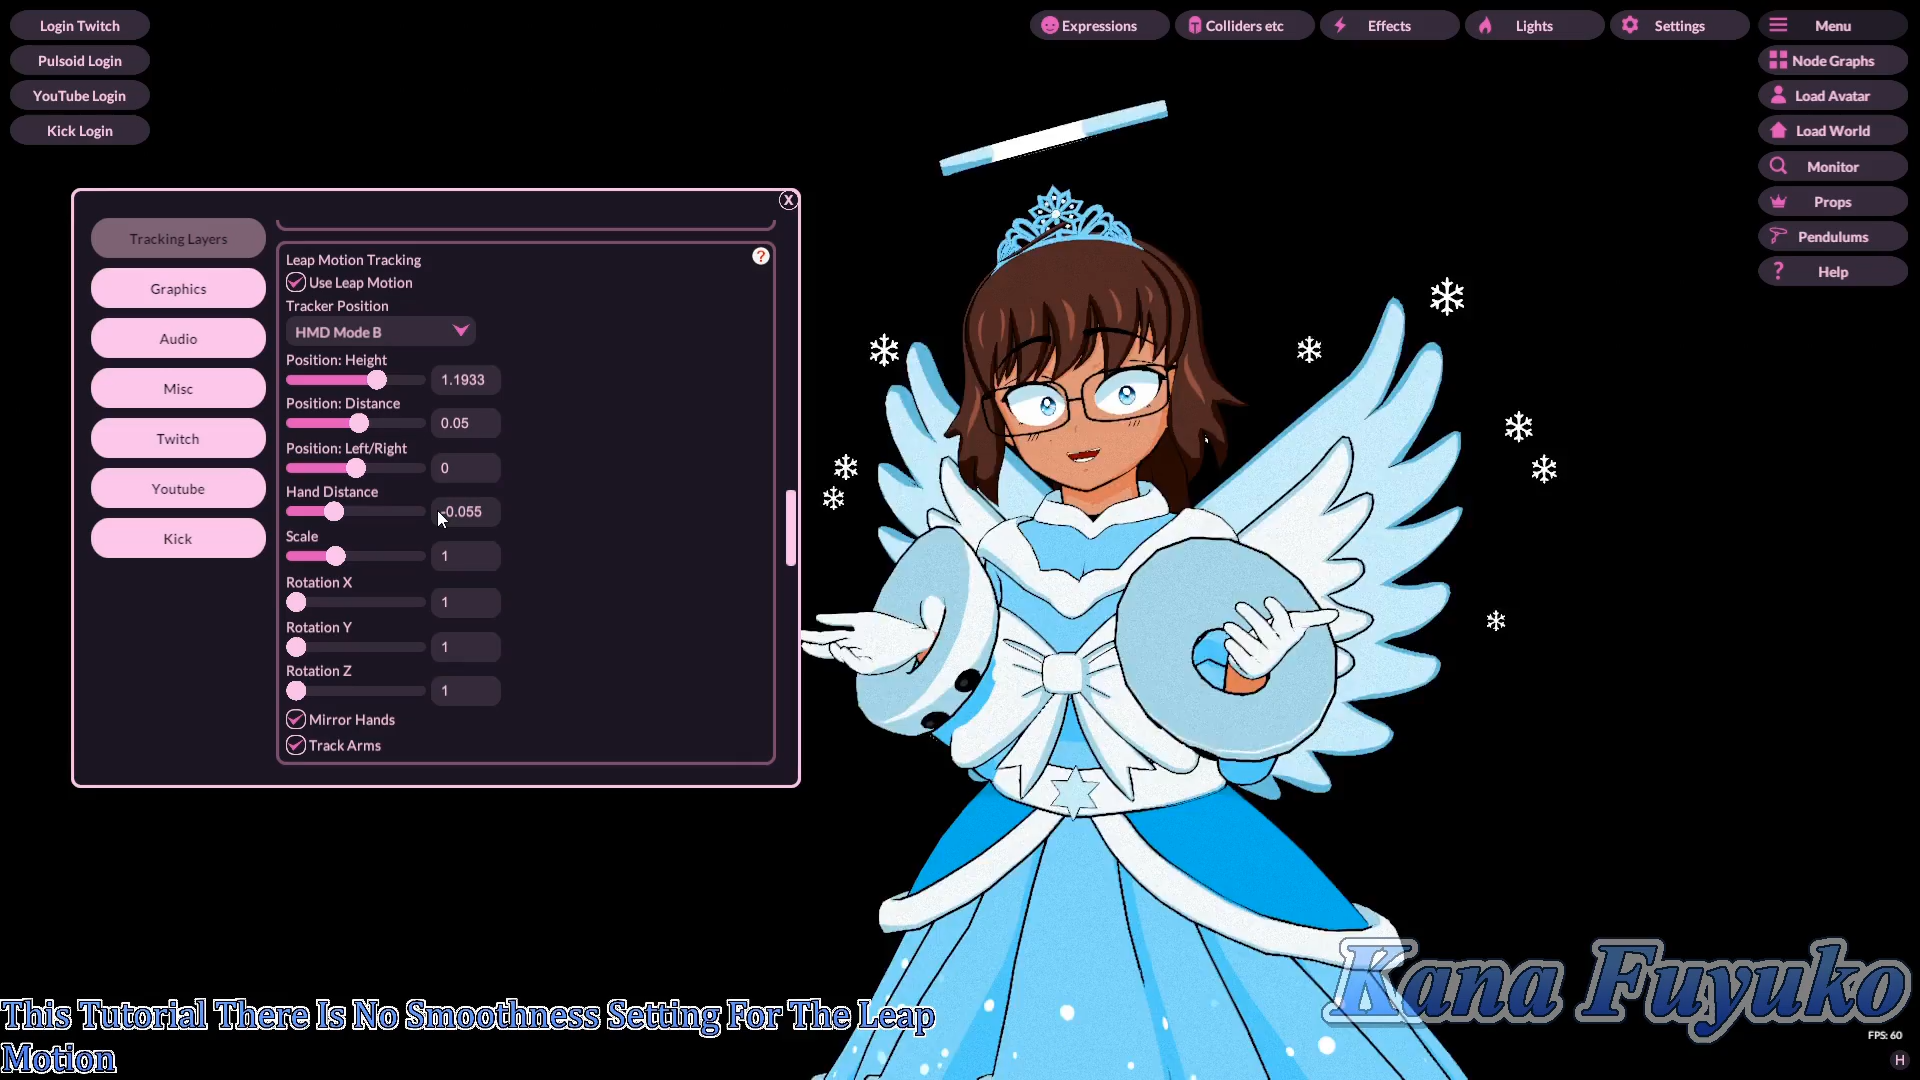 Login Twitch
Pulsoid Login
YouTube Login
Kick Login
Expressions
Colliders etc
Effects
Lights
Settings
Menu
Node Graphs
Load Avatar
Load World
Monitor
Props
Pendulums
? Help
X
Tracking Layers
Graphics
Audio
Misc
Twitch
Youtube
Kick
Leap Motion Tracking
?
Use Leap Motion
Tracker Position
HMD Mode B
Position: Height
1.1933
Position: Distance
0.05
Position: Left/Right
0
Hand Distance
-0.055
Scale
1
Rotation X
1
Rotation Y
1
Rotation Z
1
Mirror Hands
Track Arms
Kana Fuyuko
This Tutorial There Is No Smoothness Setting For The Leap
Motion
FPS: 60
H